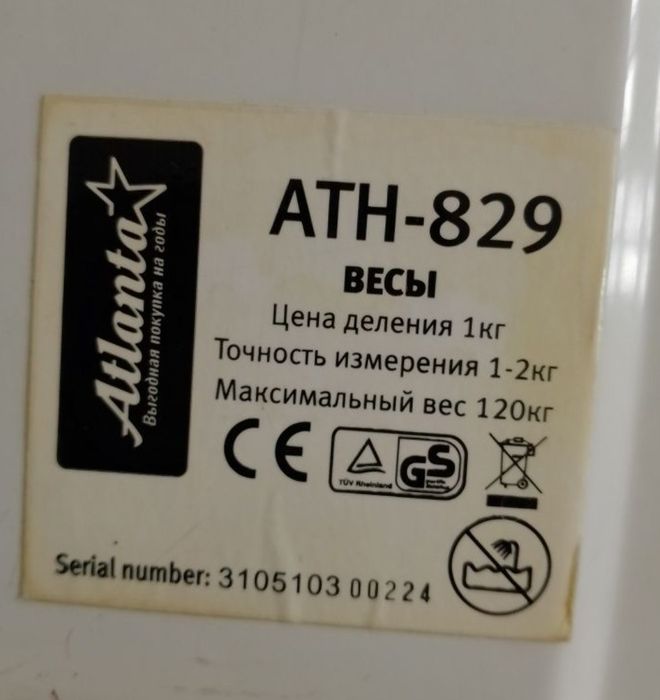 Atlanta
Выгодная покупка на годы
ATH-829
ВЕСЫ
Цена деления 1кг
Точность измерения 1-2кг
Максимальный вес 120кг
CE
TÜV Rheinland
GS
Serial number: 3105103 00224